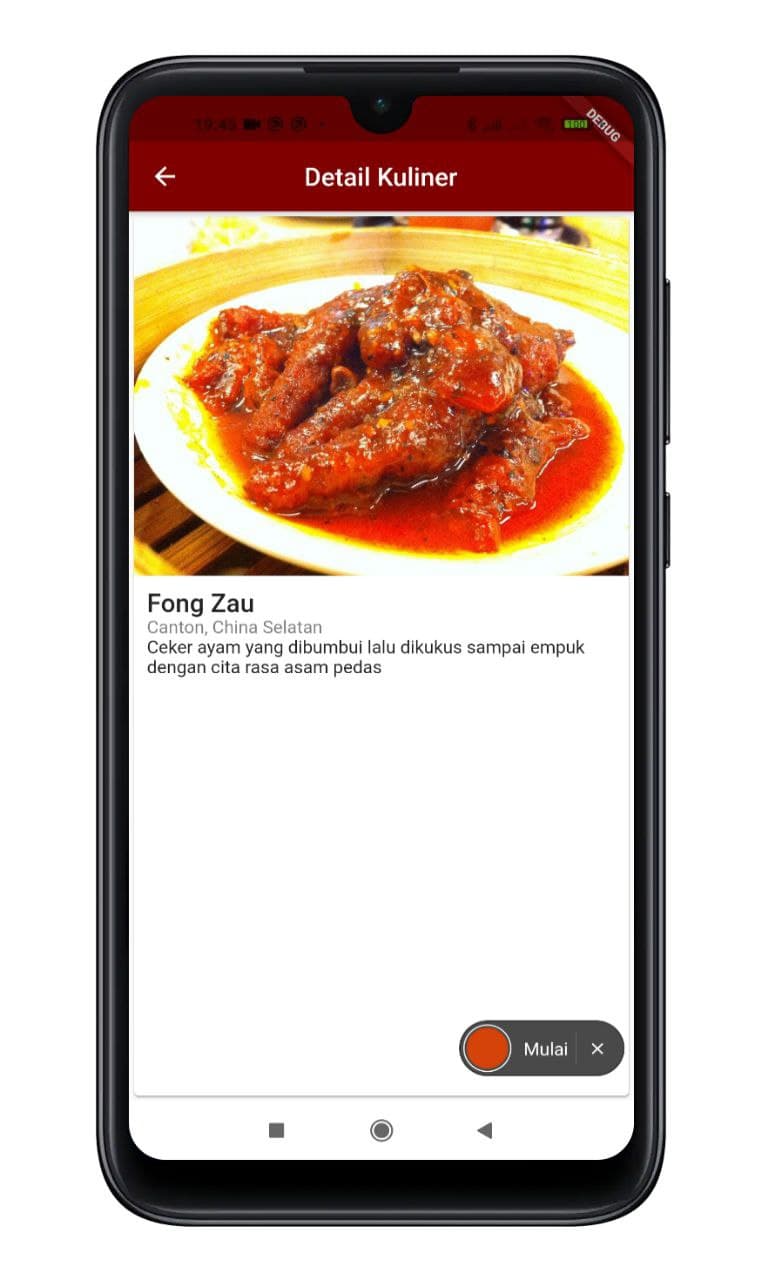 19:45
100
DEBUG
Detail Kuliner
Fong Zau
Canton, China Selatan
Ceker ayam yang dibumbui lalu dikukus sampai empuk
dengan cita rasa asam pedas
Mulai